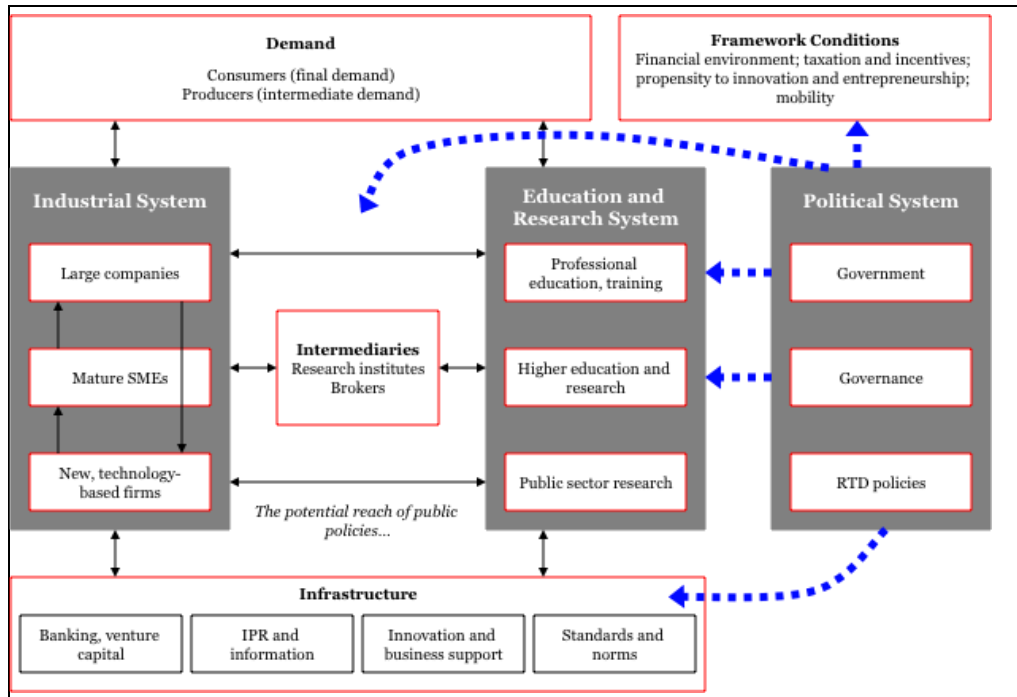 Demand
Consumers (final demand)
Producers (intermediate demand)
Framework Conditions
Financial environment; taxation and incentives;
propensity to innovation and entrepreneurship;
mobility
Industrial System
Large companies
Mature SMEs
New, technology-
based firms
Intermediaries
Research institutes
Brokers
The potential reach of public
policies...
Education and
Research System
Professional
education, training
Higher education and
research
Public sector research
Political System
Government
Governance
RTD policies
Infrastructure
Banking, venture
capital
IPR and
information
Innovation and
business support
Standards and
norms